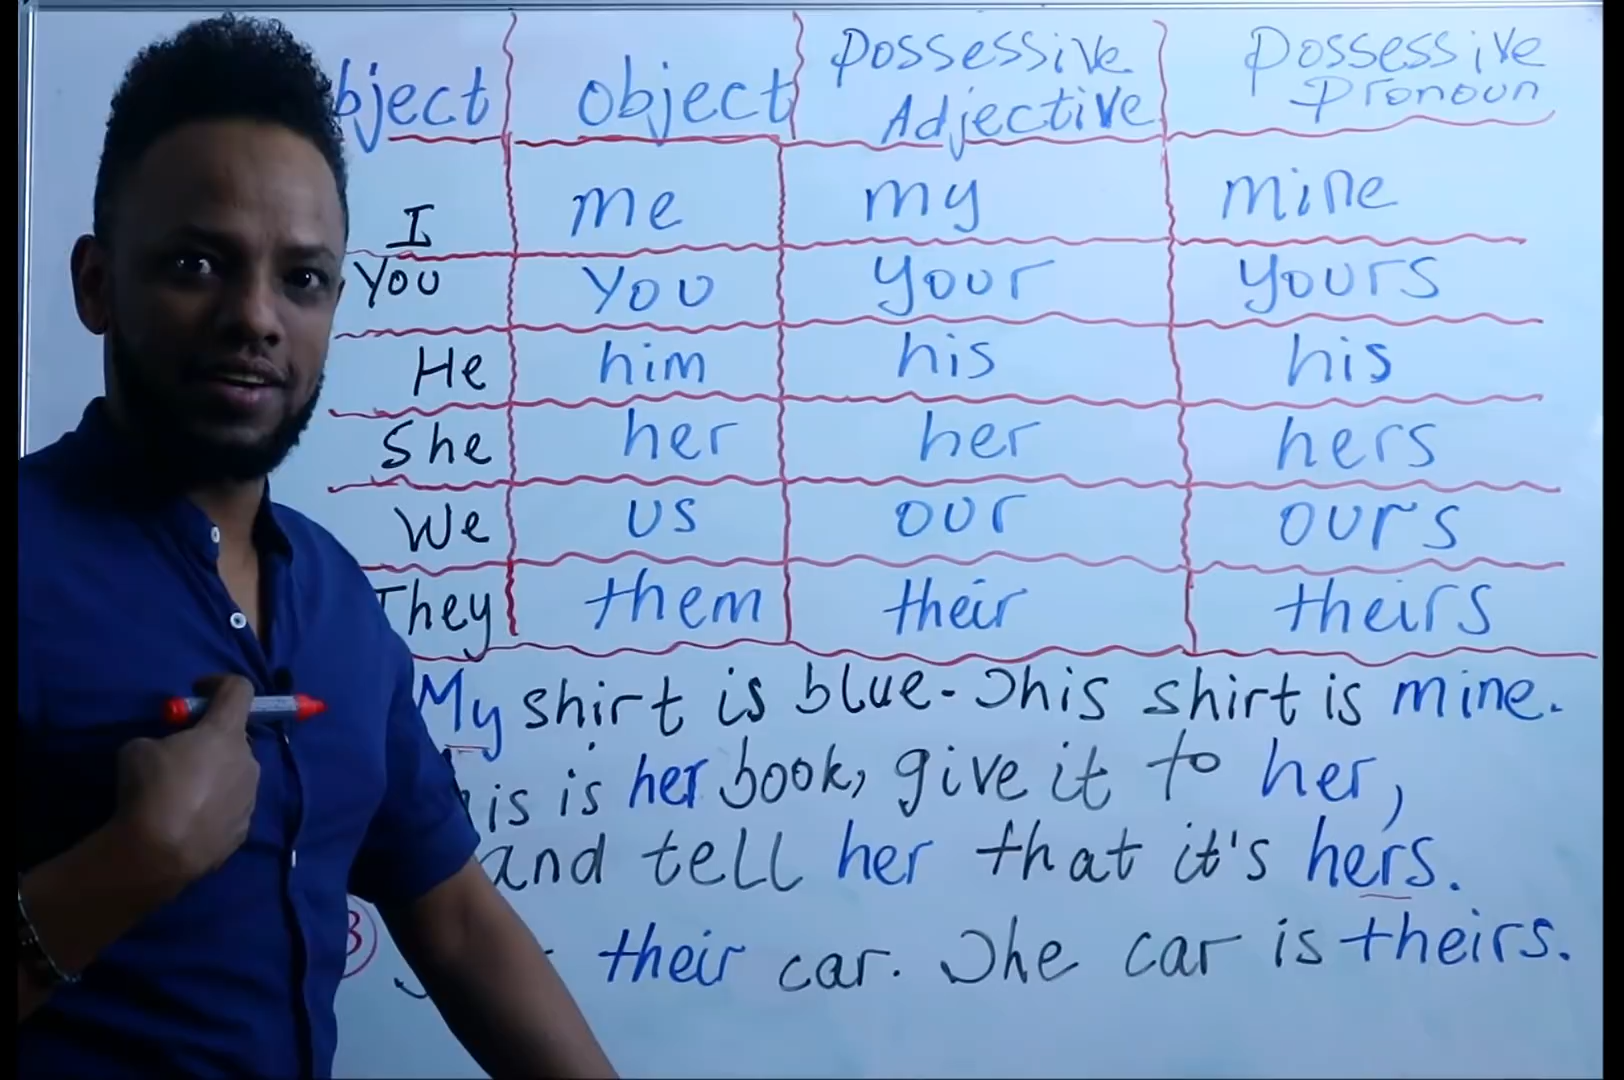 bject object Possessive Adjective Possessive Pronoun
I me my mine
You you your yours
He him his his
She her her hers
We us our ours
They them their theirs
My shirt is blue. This shirt is mine.
his is her book, give it to her,
and tell her that it's hers.
3 their car. The car is theirs.